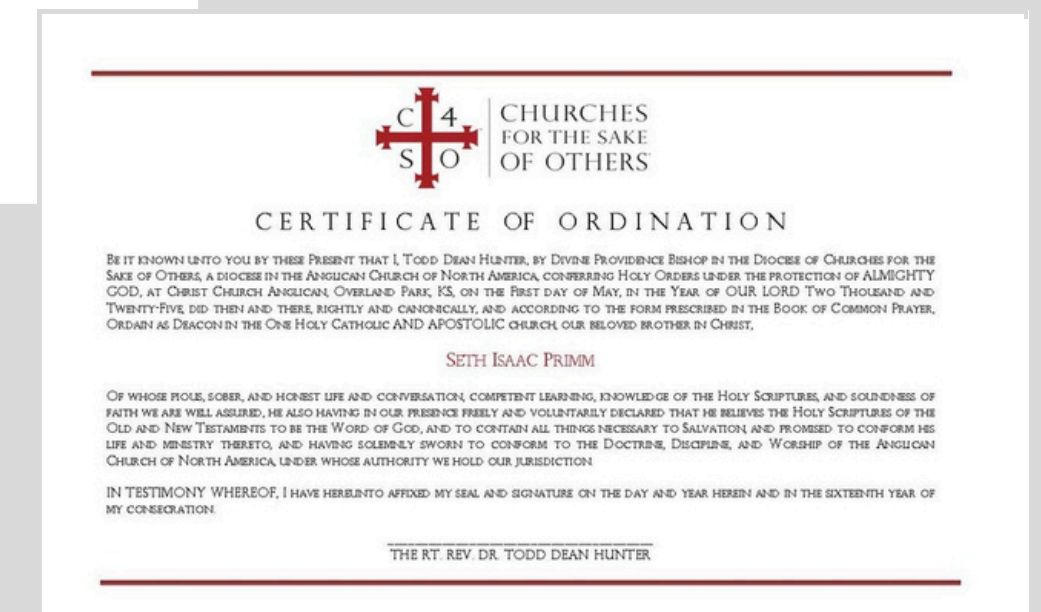 C 4
S O
CHURCHES
FOR THE SAKE
OF OTHERS
CERTIFICATE OF ORDINATION
BE IT KNOWN UNTO YOU BY THESE PRESENT THAT I, TODD DEAN HUNTER, BY DIVINE PROVIDENCE BISHOP IN THE DIOCESE OF CHURCHES FOR THE
SAKE OF OTHERS, A DIOCESE IN THE ANGLICAN CHURCH OF NORTH AMERICA, CONFERRING HOLY ORDERS UNDER THE PROTECTION OF ALMIGHTY
GOD, AT CHRIST CHURCH ANGLICAN, OVERLAND PARK, KS, ON THE FIRST DAY OF MAY, IN THE YEAR OF OUR LORD TWO THOUSAND AND
TWENTY-FIVE, DID THEN AND THERE, RIGHTLY AND CANONICALLY, AND ACCORDING TO THE FORM PRESCRIBED IN THE BOOK OF COMMON PRAYER,
ORDAIN AS DEACON IN THE ONE HOLY CATHOLIC AND APOSTOLIC CHURCH, OUR BELOVED BROTHER IN CHRIST,
SETH ISAAC PRIMM
OF WHOSE PIOUS, SOBER, AND HONEST LIFE AND CONVERSATION, COMPETENT LEARNING, KNOWLEDGE OF THE HOLY SCRIPTURES, AND SOUNDNESS OF
FAITH WE ARE WELL ASSURED, HE ALSO HAVING IN OUR PRESENCE FREELY AND VOLUNTARILY DECLARED THAT HE BELIEVES THE HOLY SCRIPTURES OF THE
OLD AND NEW TESTAMENTS TO BE THE WORD OF GOD, AND TO CONTAIN ALL THINGS NECESSARY TO SALVATION, AND PROMISED TO CONFORM HIS
LIFE AND MINISTRY THERETO, AND HAVING SOLEMNLY SWORN TO CONFORM TO THE DOCTRINE, DISCIPLINE, AND WORSHIP OF THE ANGLICAN
CHURCH OF NORTH AMERICA, UNDER WHOSE AUTHORITY WE HOLD OUR JURISDICTION.
IN TESTIMONY WHEREOF, I HAVE HEREUNTO AFFIXED MY SEAL AND SIGNATURE ON THE DAY AND YEAR HEREIN AND IN THE SIXTEENTH YEAR OF
MY CONSECRATION.
THE RT. REV. DR. TODD DEAN HUNTER